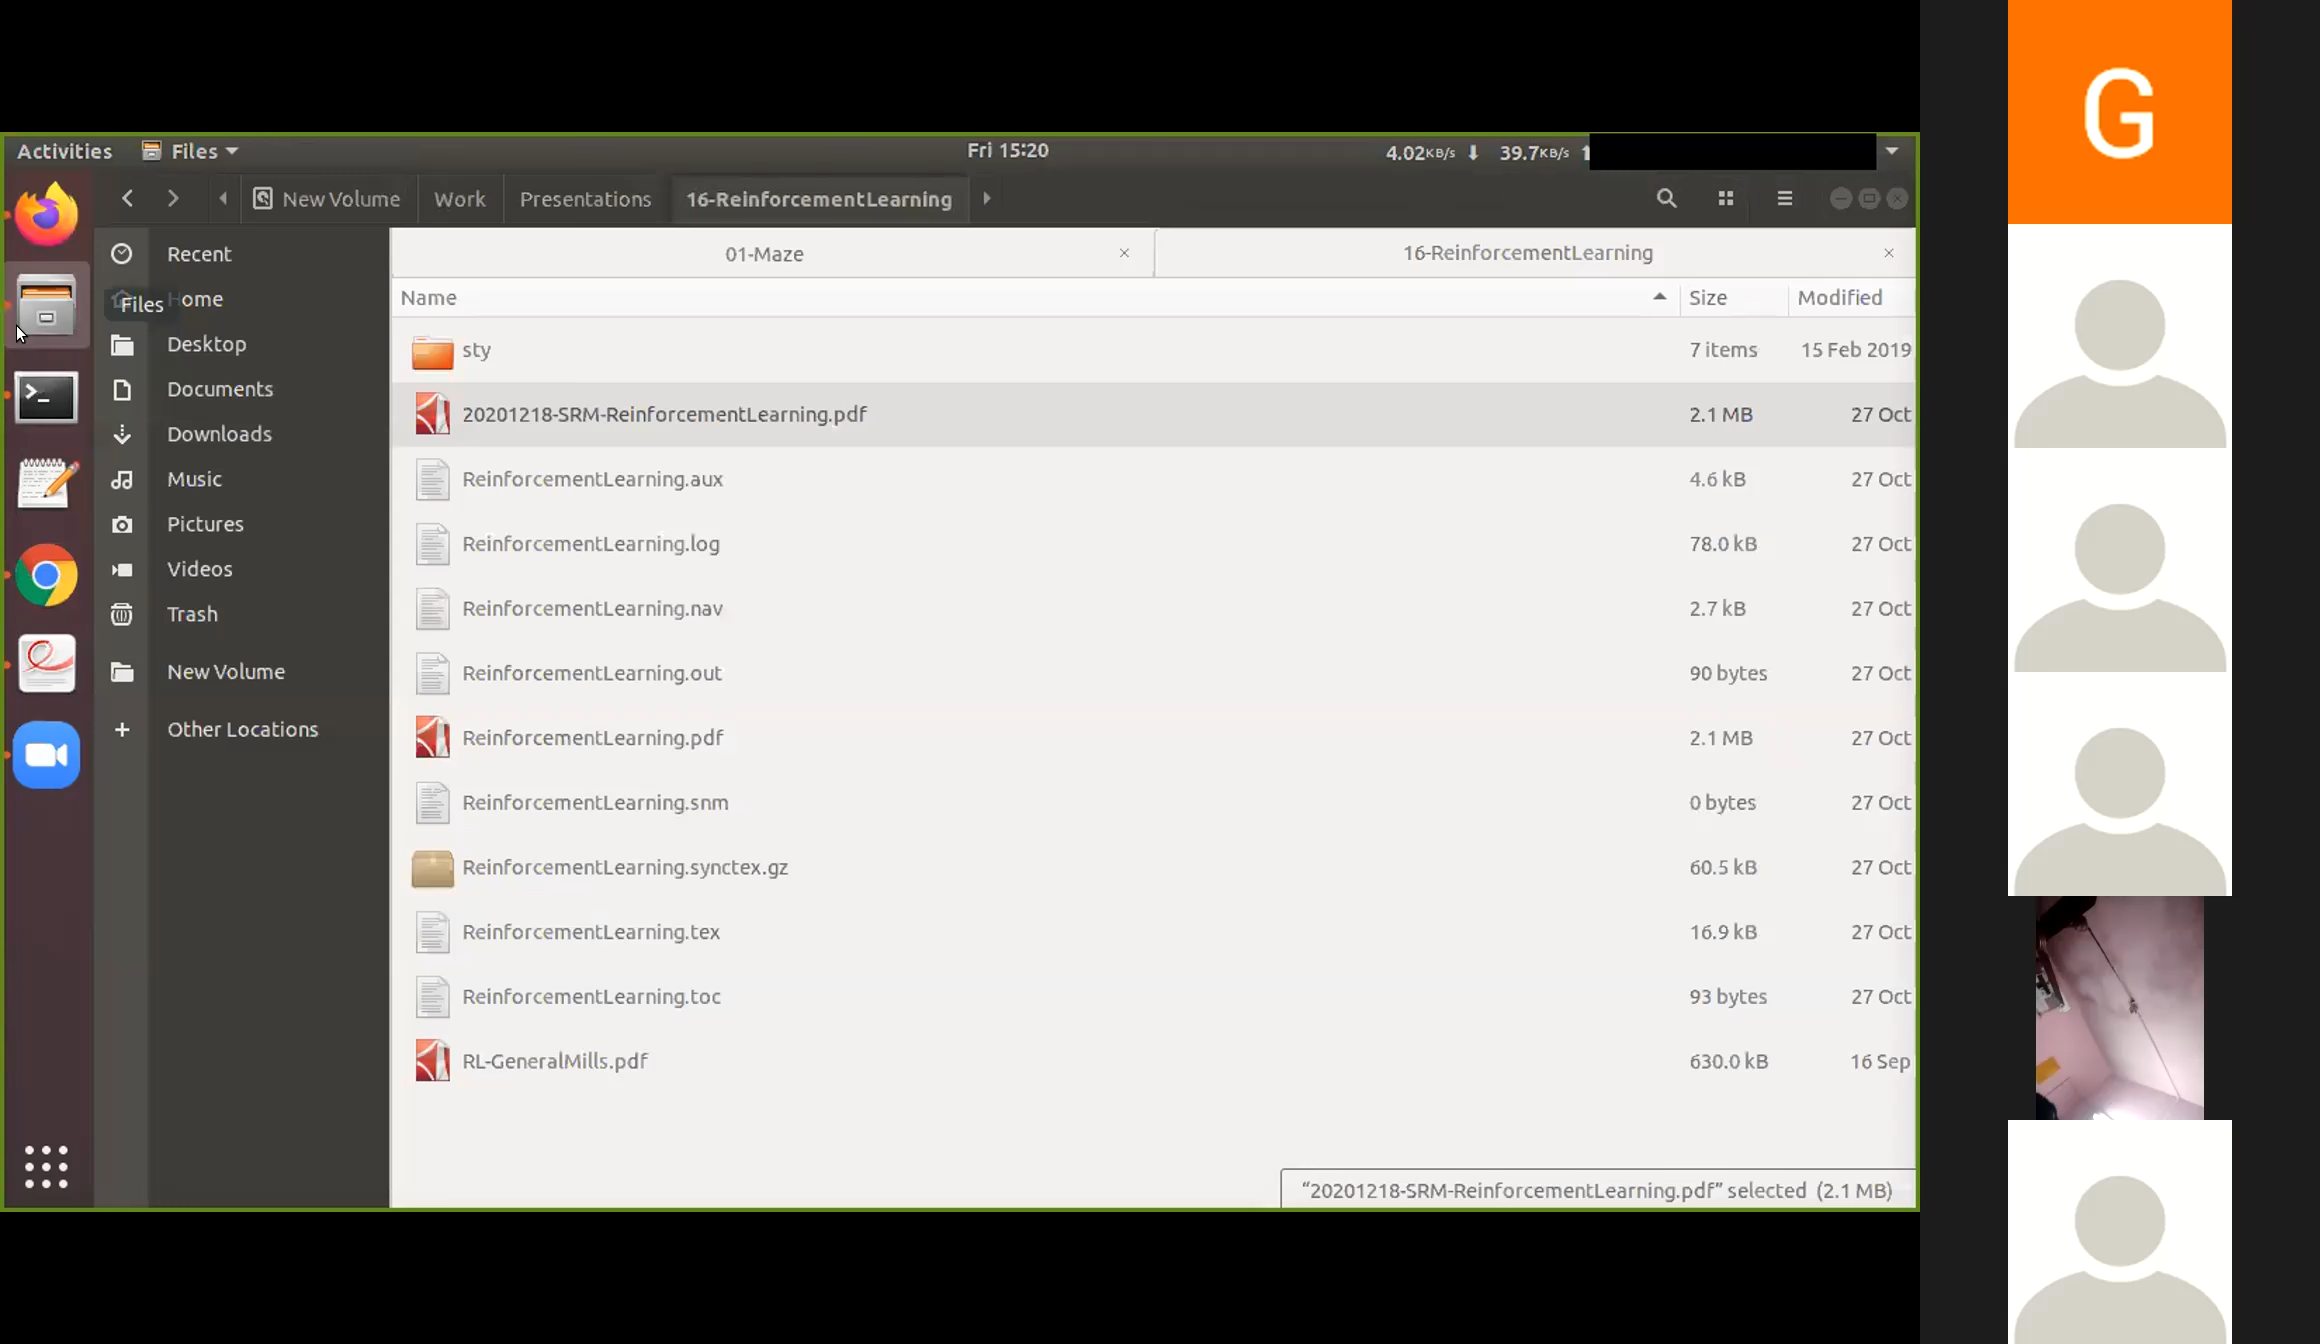 Activities Files Fri 15:20 4.02KB/s 39.7KB/s
New Volume Work Presentations 16-ReinforcementLearning
Recent
Files
ome
Desktop
Documents
Downloads
Music
Pictures
Videos
Trash
New Volume
Other Locations
01-Maze 16-ReinforcementLearning
Name Size Modified
sty 7 items 15 Feb 2019
20201218-SRM-ReinforcementLearning.pdf 2.1 MB 27 Oct
ReinforcementLearning.aux 4.6 kB 27 Oct
ReinforcementLearning.log 78.0 kB 27 Oct
ReinforcementLearning.nav 2.7 kB 27 Oct
ReinforcementLearning.out 90 bytes 27 Oct
ReinforcementLearning.pdf 2.1 MB 27 Oct
ReinforcementLearning.snm 0 bytes 27 Oct
ReinforcementLearning.synctex.gz 60.5 kB 27 Oct
ReinforcementLearning.tex 16.9 kB 27 Oct
ReinforcementLearning.toc 93 bytes 27 Oct
RL-GeneralMills.pdf 630.0 kB 16 Sep
“20201218-SRM-ReinforcementLearning.pdf” selected (2.1 MB)
G